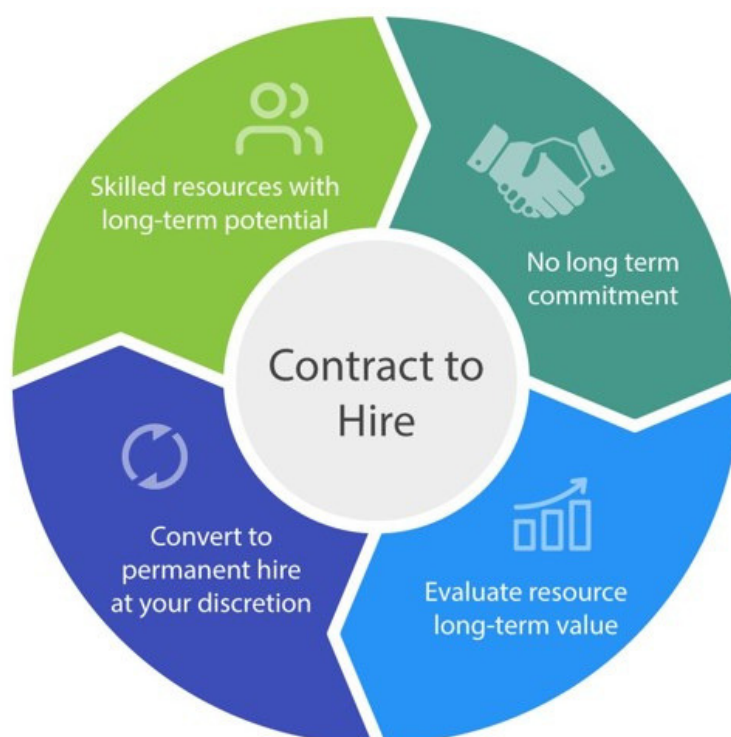 Skilled resources with
long-term potential
No long term
commitment
Contract to
Hire
Convert to
permanent hire
at your discretion
Evaluate resource
long-term value